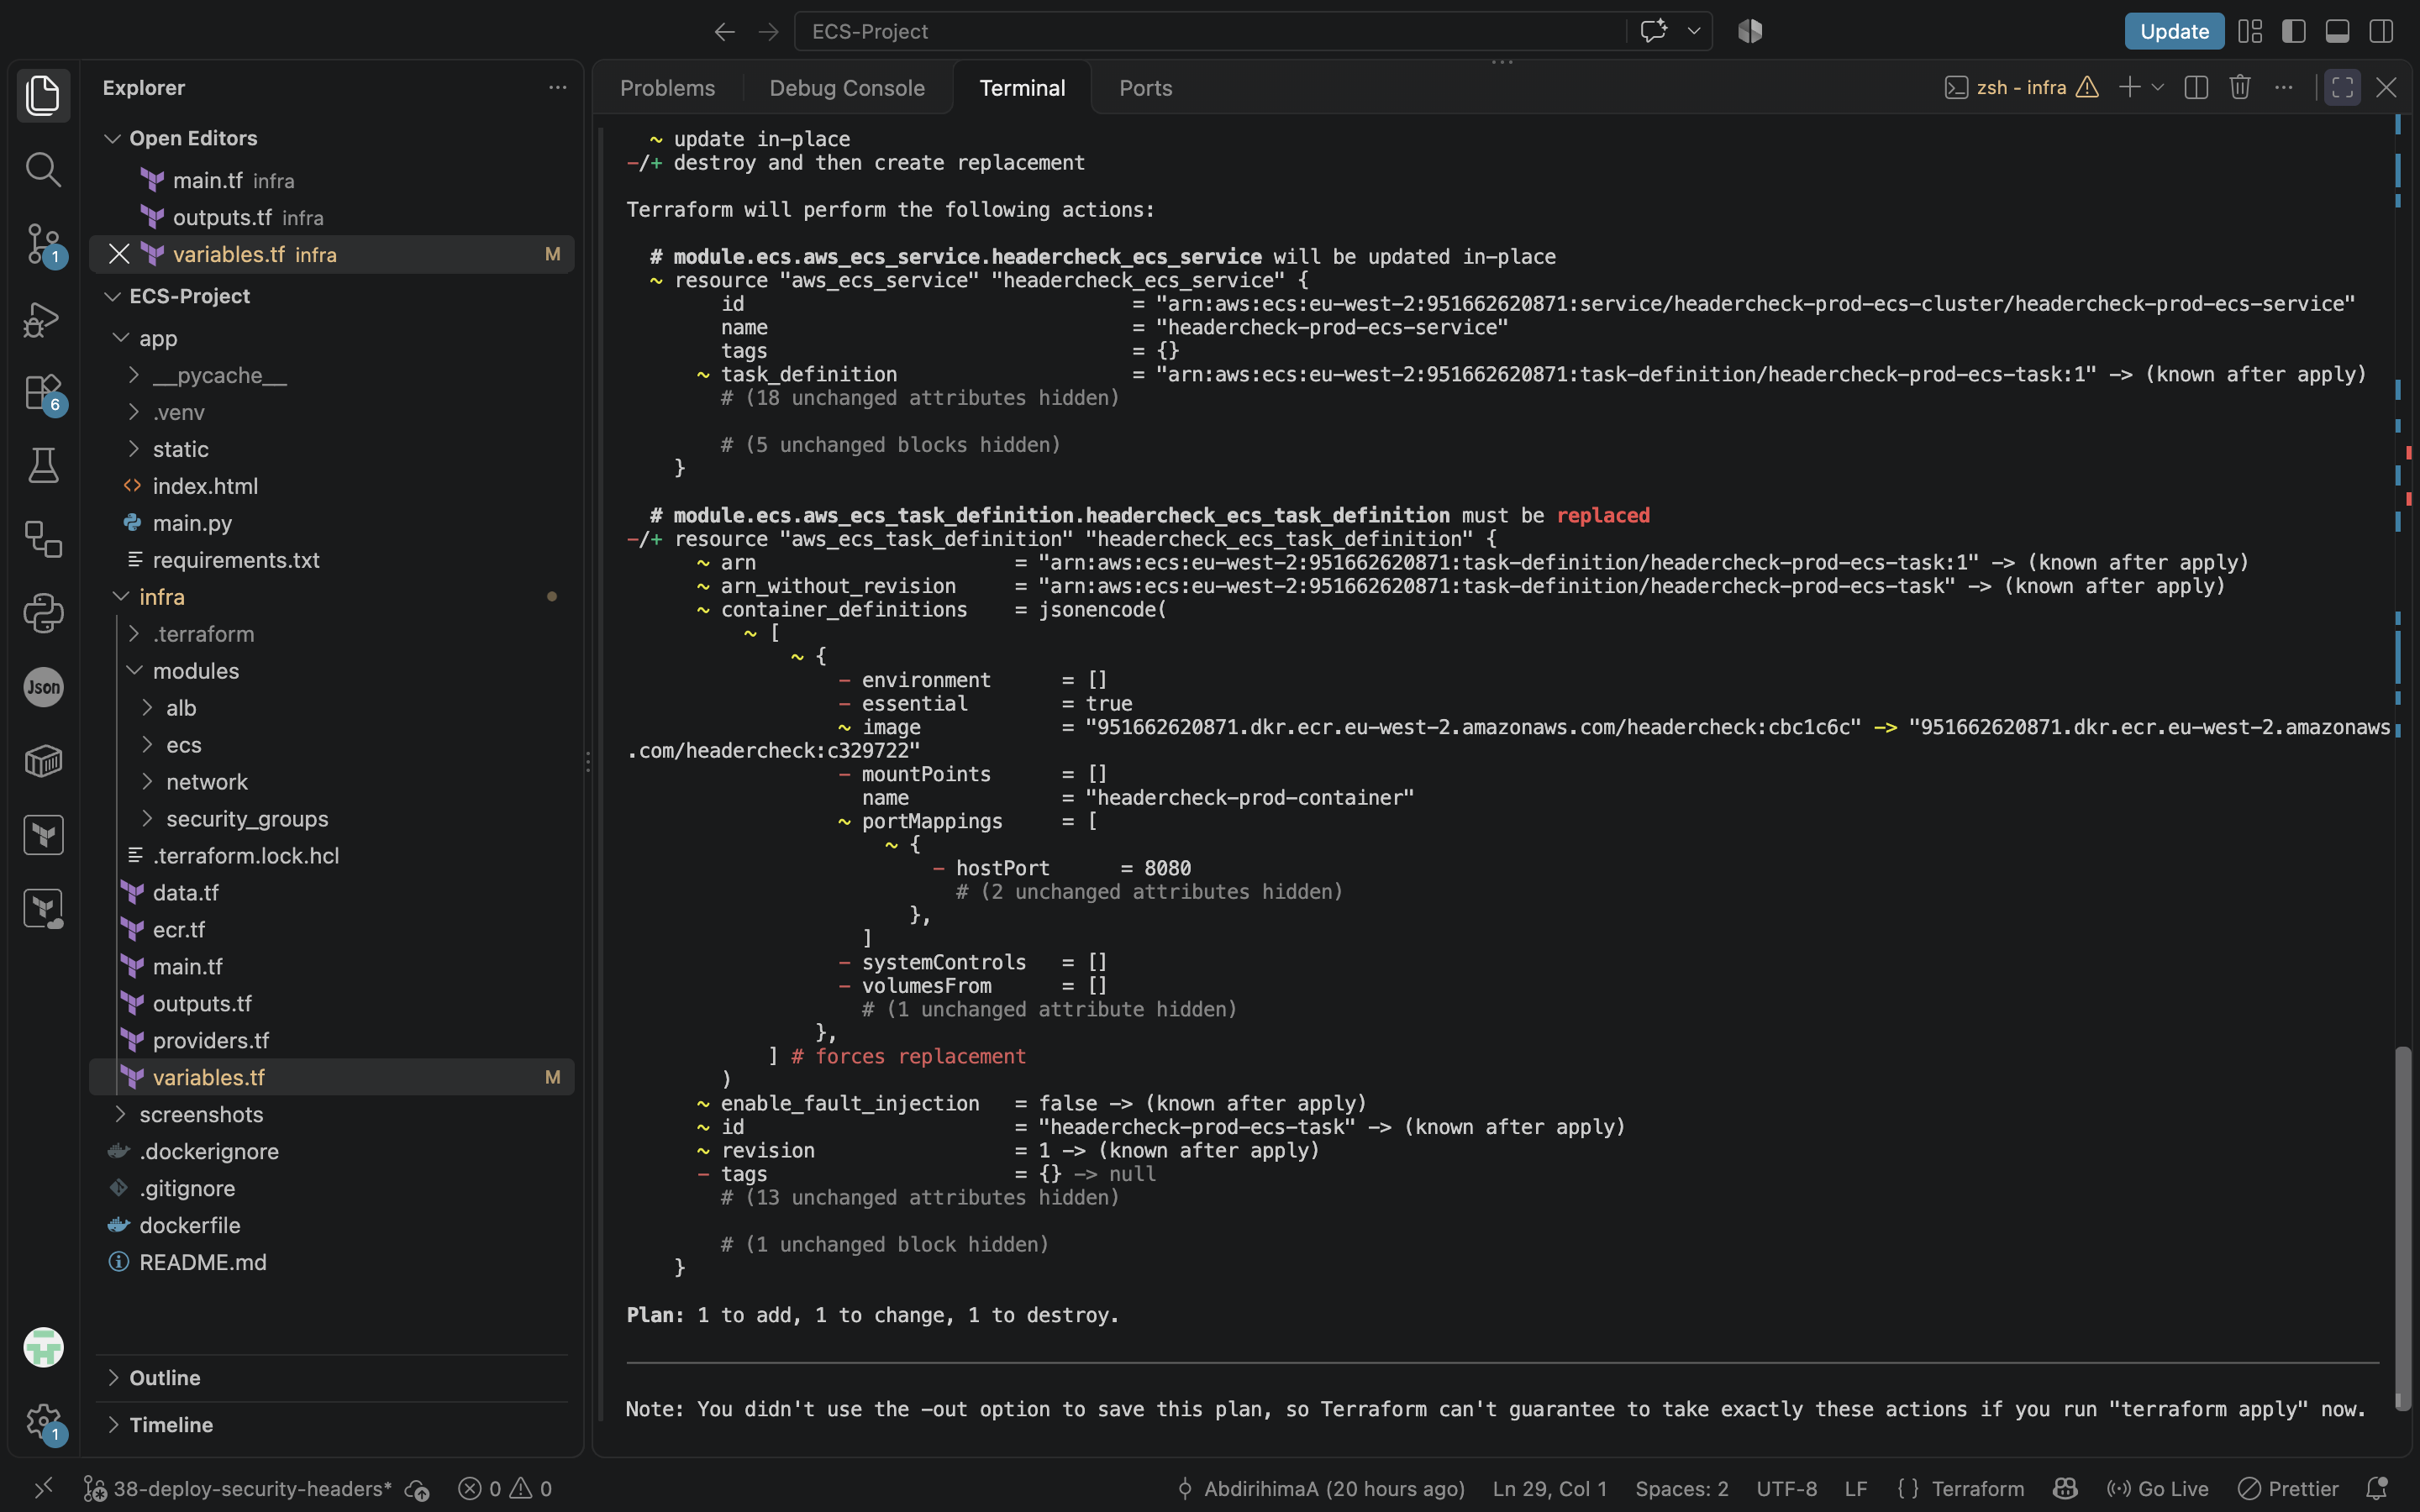 ECS-Project
Update
Explorer
Open Editors
main.tf infra
outputs.tf infra
variables.tf infra M
ECS-Project
app
__pycache__
.venv
static
index.html
main.py
requirements.txt
infra
.terraform
modules
alb
ecs
network
security_groups
.terraform.lock.hcl
data.tf
ecr.tf
main.tf
outputs.tf
providers.tf
variables.tf M
screenshots
.dockerignore
.gitignore
dockerfile
README.md
Outline
Timeline
1
6
Json
1
Problems Debug Console Terminal Ports
zsh - infra
~ update in-place
-/+ destroy and then create replacement
Terraform will perform the following actions:
# module.ecs.aws_ecs_service.headercheck_ecs_service will be updated in-place
~ resource "aws_ecs_service" "headercheck_ecs_service" {
id = "arn:aws:ecs:eu-west-2:951662620871:service/headercheck-prod-ecs-cluster/headercheck-prod-ecs-service"
name = "headercheck-prod-ecs-service"
tags = {}
~ task_definition = "arn:aws:ecs:eu-west-2:951662620871:task-definition/headercheck-prod-ecs-task:1" -> (known after apply)
# (18 unchanged attributes hidden)
# (5 unchanged blocks hidden)
}
# module.ecs.aws_ecs_task_definition.headercheck_ecs_task_definition must be replaced
-/+ resource "aws_ecs_task_definition" "headercheck_ecs_task_definition" {
~ arn = "arn:aws:ecs:eu-west-2:951662620871:task-definition/headercheck-prod-ecs-task:1" -> (known after apply)
~ arn_without_revision = "arn:aws:ecs:eu-west-2:951662620871:task-definition/headercheck-prod-ecs-task" -> (known after apply)
~ container_definitions = jsonencode(
~ [
~ {
- environment = []
- essential = true
~ image = "951662620871.dkr.ecr.eu-west-2.amazonaws.com/headercheck:cbc1c6c" -> "951662620871.dkr.ecr.eu-west-2.amazonaws
.com/headercheck:c329722"
- mountPoints = []
name = "headercheck-prod-container"
~ portMappings = [
~ {
- hostPort = 8080
# (2 unchanged attributes hidden)
},
]
- systemControls = []
- volumesFrom = []
# (1 unchanged attribute hidden)
},
] # forces replacement
)
~ enable_fault_injection = false -> (known after apply)
~ id = "headercheck-prod-ecs-task" -> (known after apply)
~ revision = 1 -> (known after apply)
- tags = {} -> null
# (13 unchanged attributes hidden)
# (1 unchanged block hidden)
}
Plan: 1 to add, 1 to change, 1 to destroy.
Note: You didn't use the -out option to save this plan, so Terraform can't guarantee to take exactly these actions if you run "terraform apply" now.
38-deploy-security-headers* 0 0 AbdirihimaA (20 hours ago) Ln 29, Col 1 Spaces: 2 UTF-8 LF {} Terraform Go Live Prettier